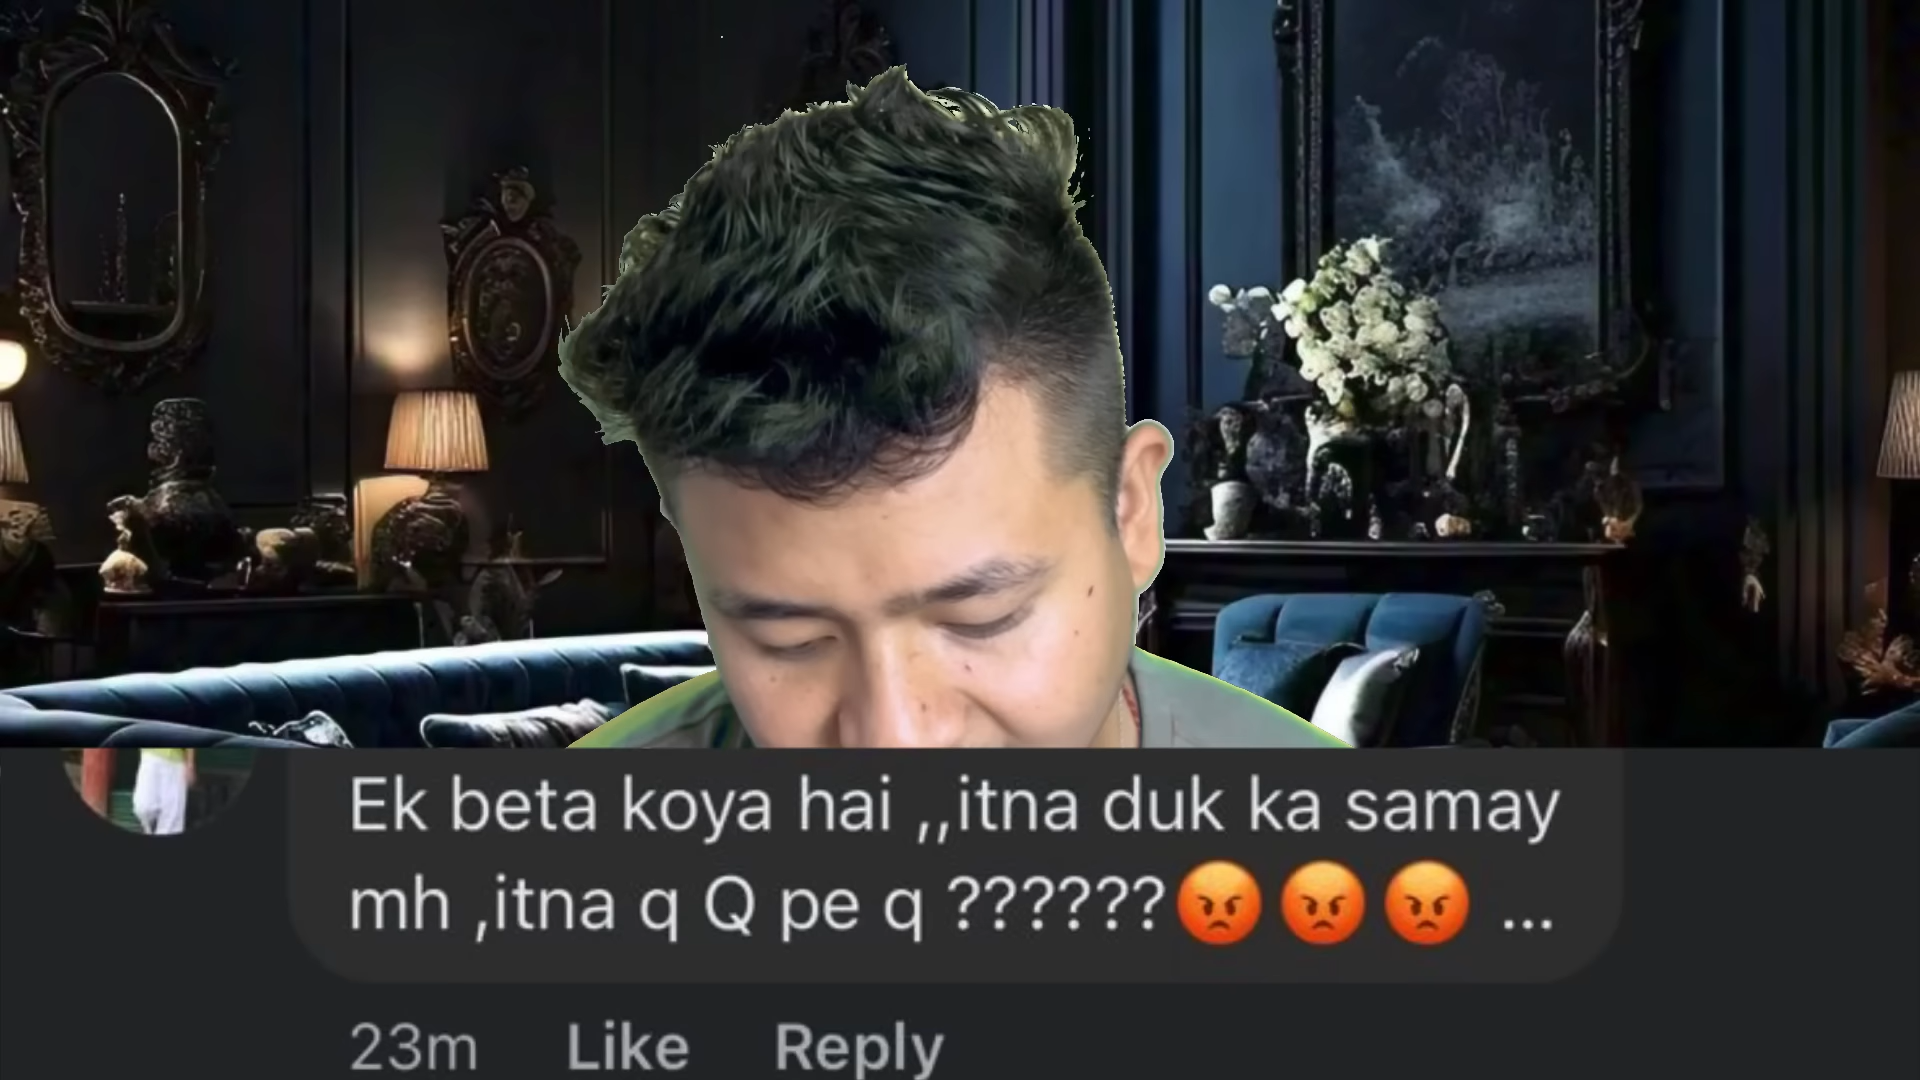 Ek beta koya hai ,,itna duk ka samay
mh ,itna q Q pe q ??????😡😡😡 ...
23m Like Reply